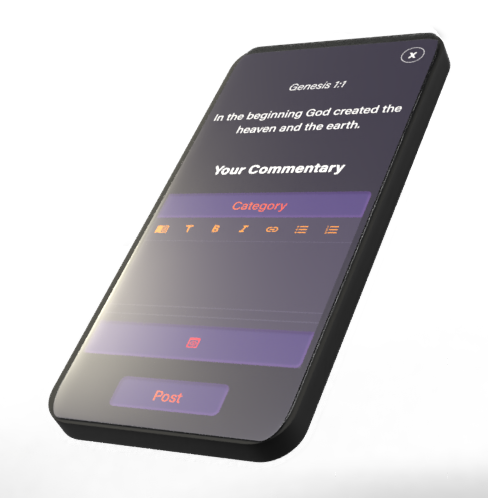 Genesis 1:1
In the beginning God created the
heaven and the earth.
Your Commentary
Category
T B I
Post